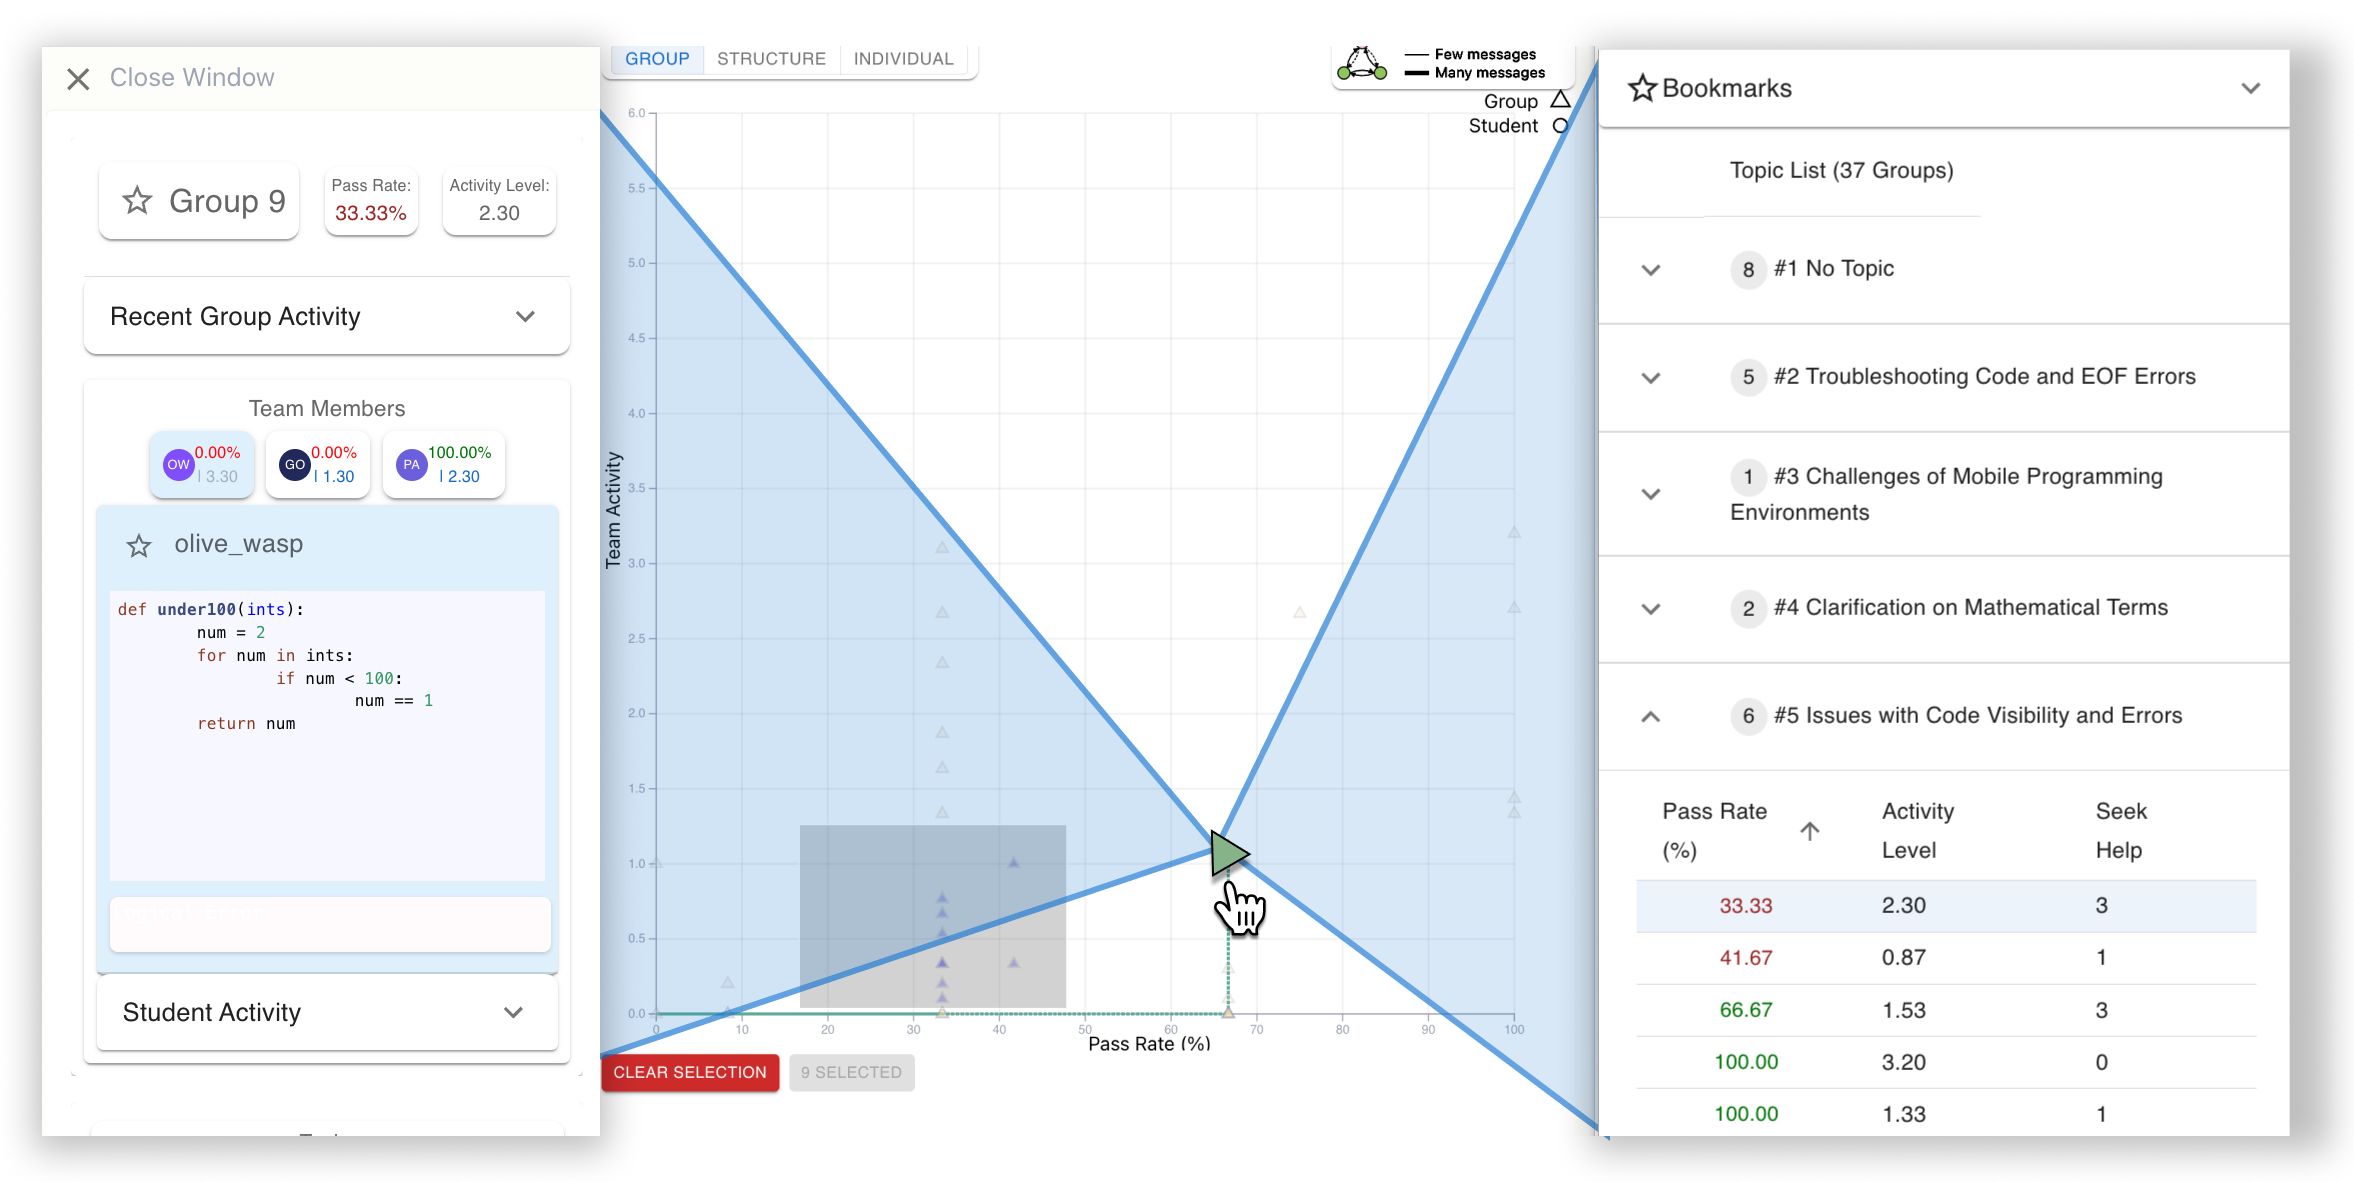 Close Window
Group 9
Pass Rate:
33.33%
Activity Level:
2.30
Recent Group Activity
Team Members
OW 0.00% | 3.30
GO 0.00% | 1.30
PA 100.00% | 2.30
olive_wasp
def under100(ints):
num = 2
for num in ints:
if num < 100:
num == 1
return num
Student Activity
GROUP STRUCTURE INDIVIDUAL
Few messages
Many messages
Group
Student
6.0
5.5
5.0
4.5
4.0
3.5
3.0
2.5
2.0
1.5
1.0
0.5
0.0
Team Activity
0 10 20 30 40 50 60 70 80 90 100
Pass Rate (%)
CLEAR SELECTION 9 SELECTED
Bookmarks
Topic List (37 Groups)
8 #1 No Topic
5 #2 Troubleshooting Code and EOF Errors
1 #3 Challenges of Mobile Programming
Environments
2 #4 Clarification on Mathematical Terms
6 #5 Issues with Code Visibility and Errors
Pass Rate Activity Seek
(%) Level Help
33.33 2.30 3
41.67 0.87 1
66.67 1.53 3
100.00 3.20 0
100.00 1.33 1